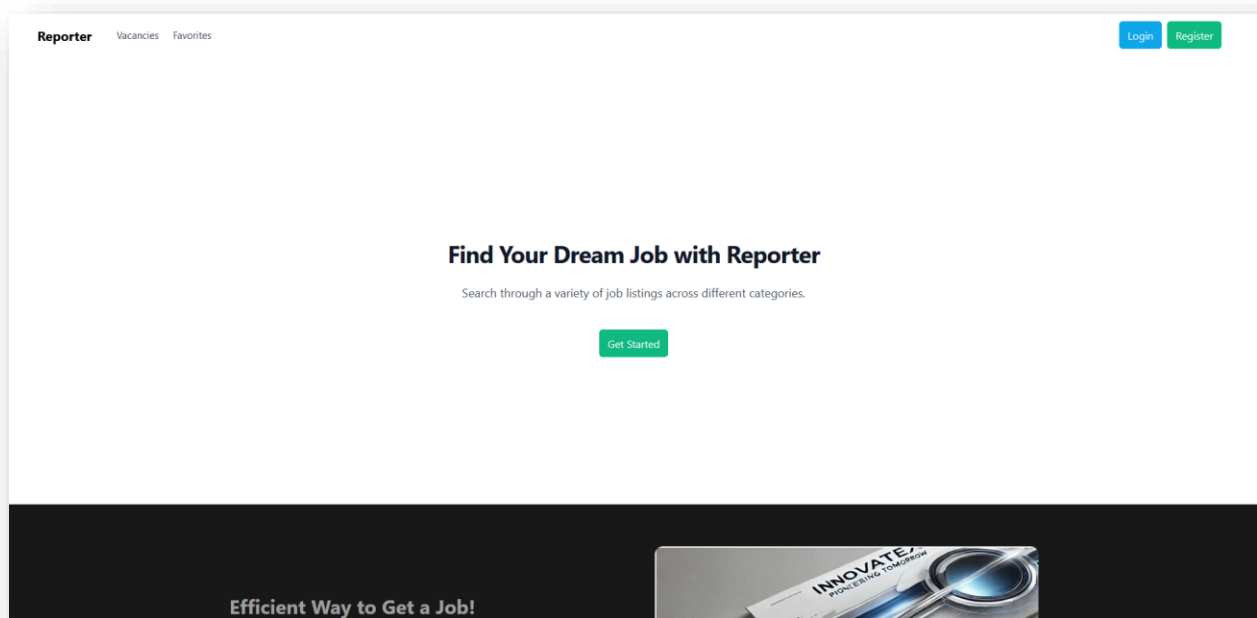 Reporter Vacancies Favorites Login Register
Find Your Dream Job with Reporter
Search through a variety of job listings across different categories.
Get Started
INNOVATEX
PIONEERING TOMORROW
Efficient Way to Get a Job!